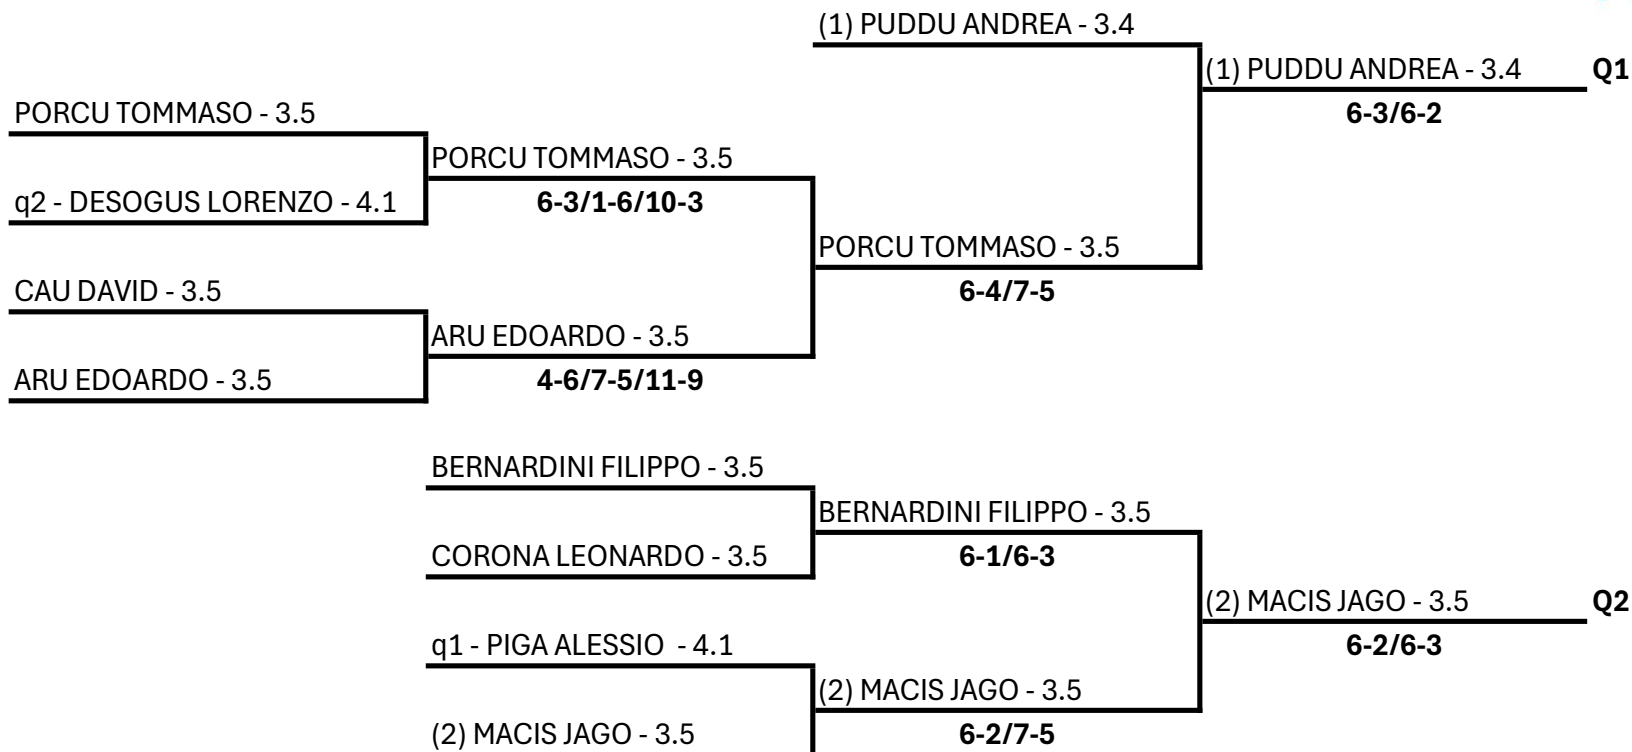 (1) PUDDU ANDREA - 3.4
(1) PUDDU ANDREA - 3.4 Q1
PORCU TOMMASO - 3.5
6-3/6-2
PORCU TOMMASO - 3.5
q2 - DESOGUS LORENZO - 4.1
6-3/1-6/10-3
PORCU TOMMASO - 3.5
CAU DAVID - 3.5
6-4/7-5
ARU EDOARDO - 3.5
ARU EDOARDO - 3.5
4-6/7-5/11-9
BERNARDINI FILIPPO - 3.5
BERNARDINI FILIPPO - 3.5
CORONA LEONARDO - 3.5
6-1/6-3
(2) MACIS JAGO - 3.5 Q2
q1 - PIGA ALESSIO - 4.1
6-2/6-3
(2) MACIS JAGO - 3.5
(2) MACIS JAGO - 3.5
6-2/7-5